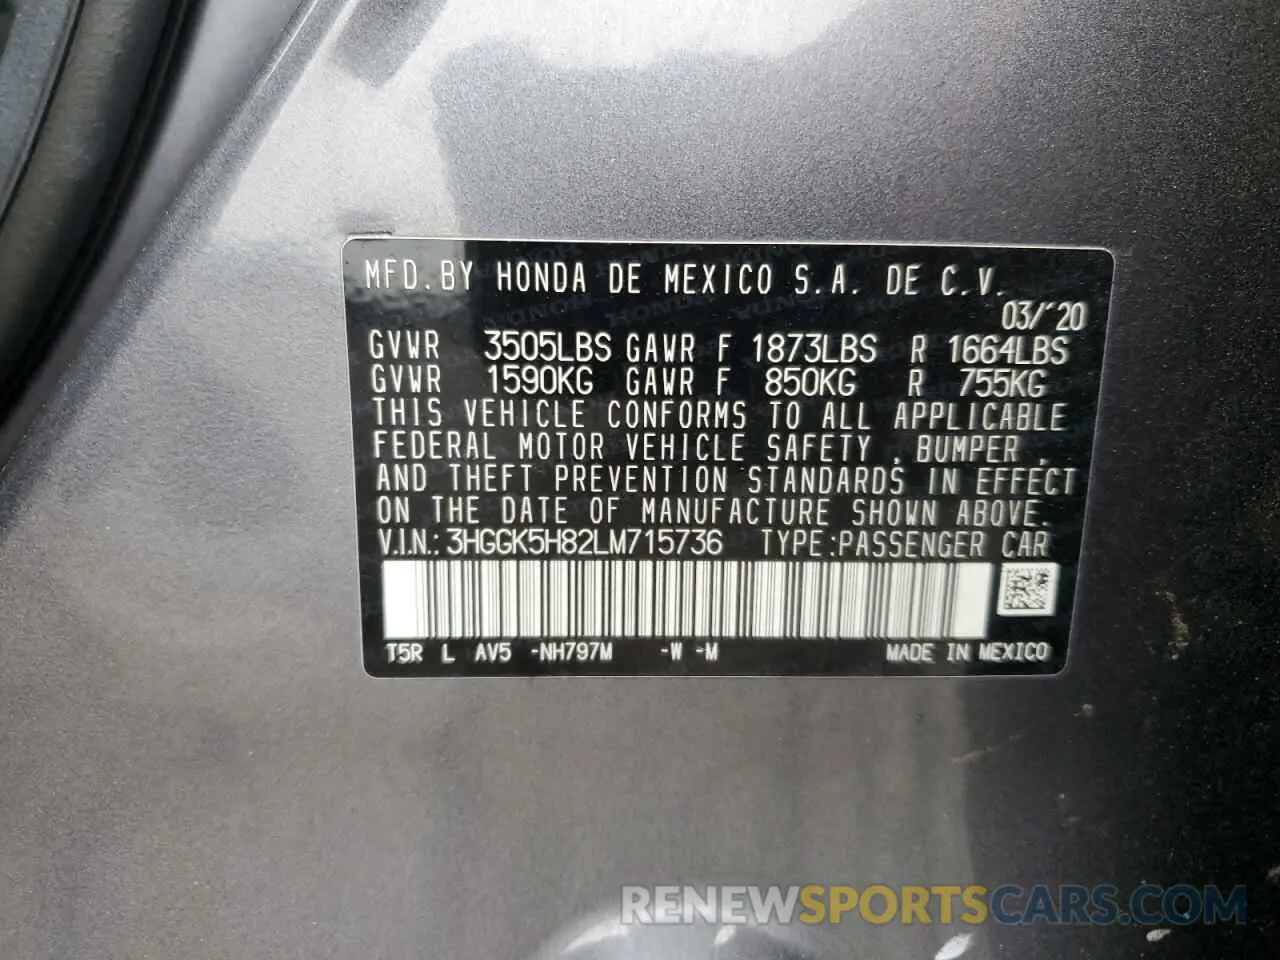 MFD. BY HONDA DE MEXICO S.A. DE C.V.
03/'20
GVWR 3505LBS GAWR F 1873LBS R 1664LBS
GVWR 1590KG GAWR F 850KG R 755KG
THIS VEHICLE CONFORMS TO ALL APPLICABLE
FEDERAL MOTOR VEHICLE SAFETY , BUMPER ,
AND THEFT PREVENTION STANDARDS IN EFFECT
ON THE DATE OF MANUFACTURE SHOWN ABOVE.
V.I.N.: 3HGGK5H82LM715736 TYPE:PASSENGER CAR
T5R L AV5 -NH797M -W -M MADE IN MEXICO
RENEWSPORTSCARS.COM